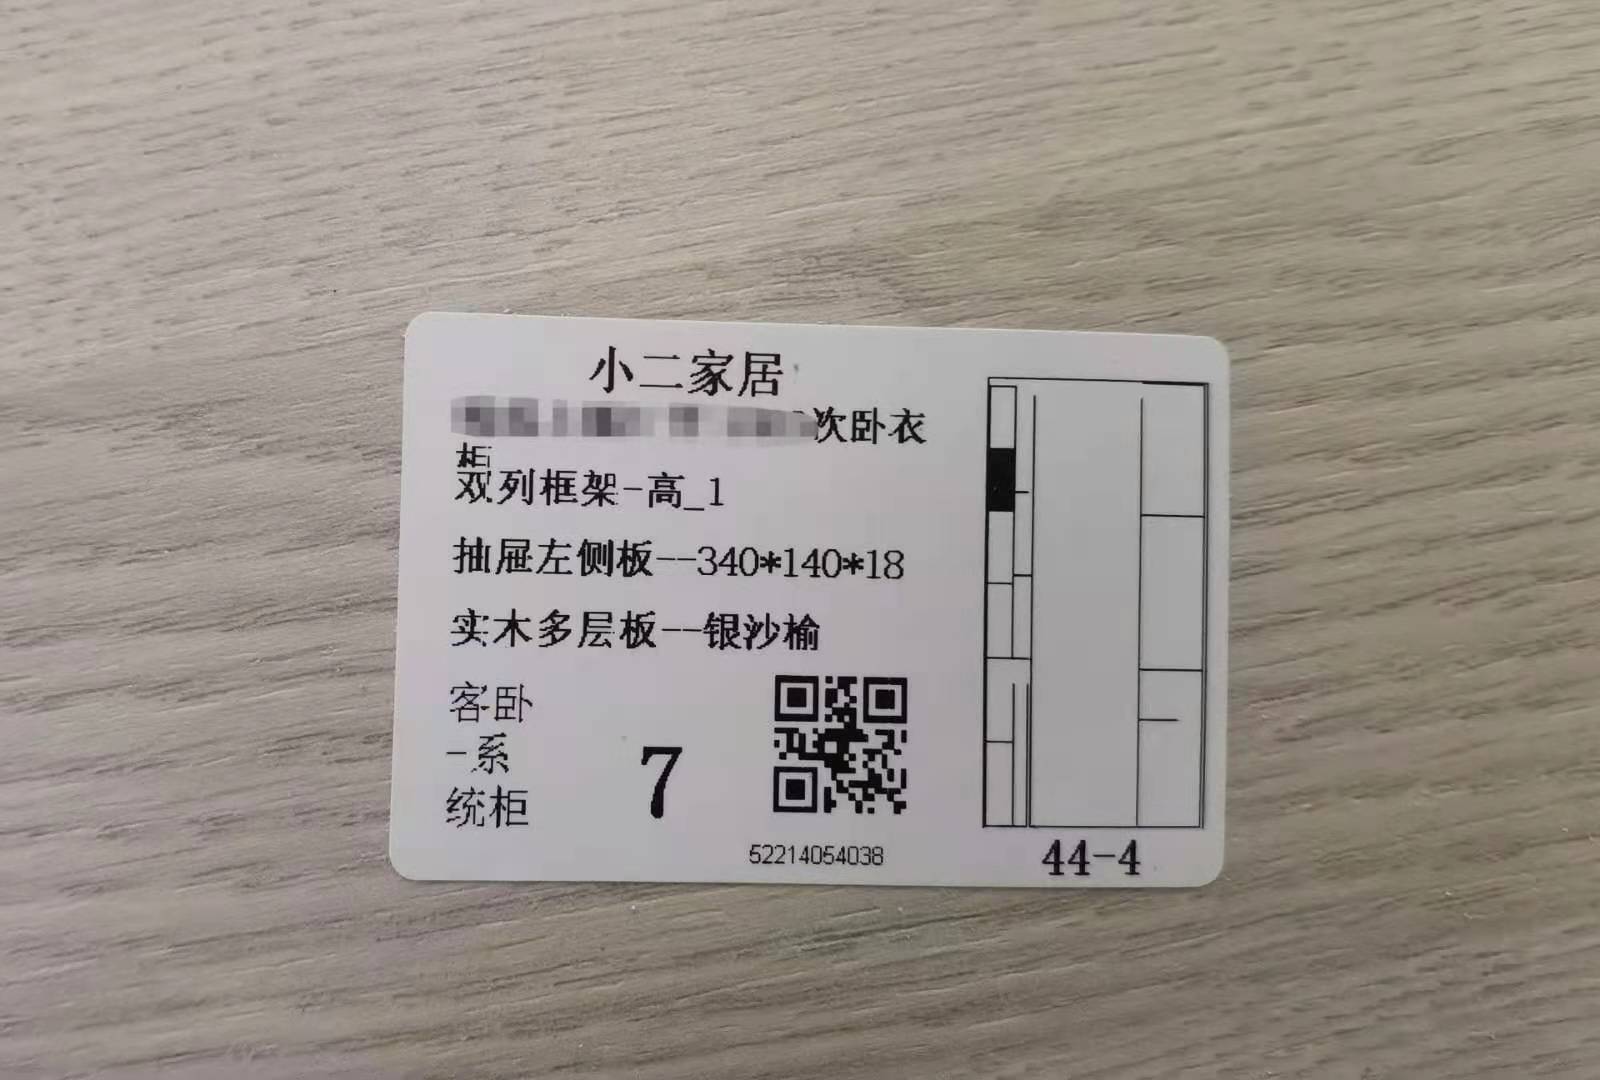 小二家居
次卧衣
柜
双列框架-高_1
抽屉左侧板--340*140*18
实木多层板--银沙榆
客卧
-系
统柜
7
52214054038
44-4